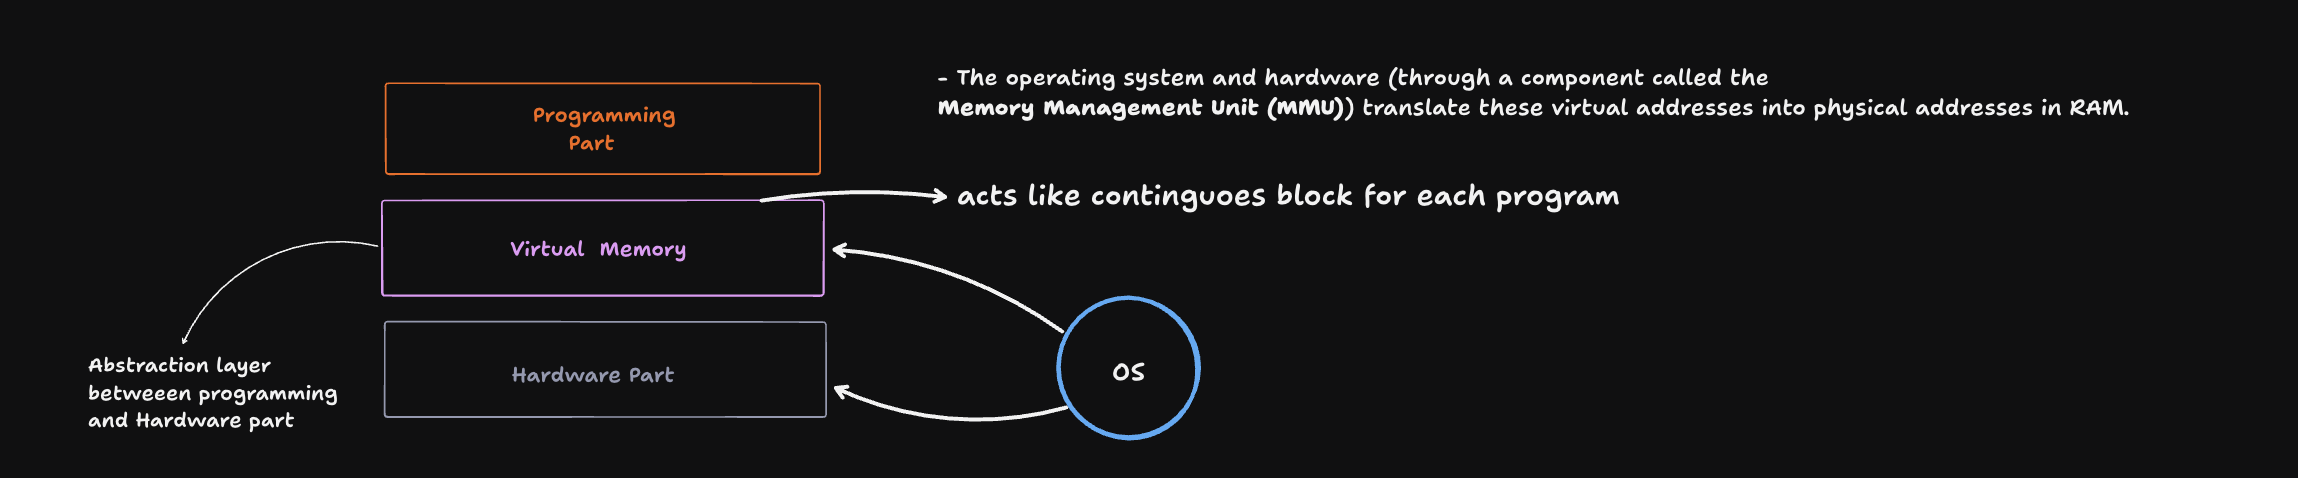 - The operating system and hardware (through a component called the
Memory Management Unit (MMU)) translate these virtual addresses into physical addresses in RAM.
Programming
Part
acts like continguoes block for each program
Virtual Memory
Abstraction layer
betweeen programming
and Hardware part
Hardware Part
OS